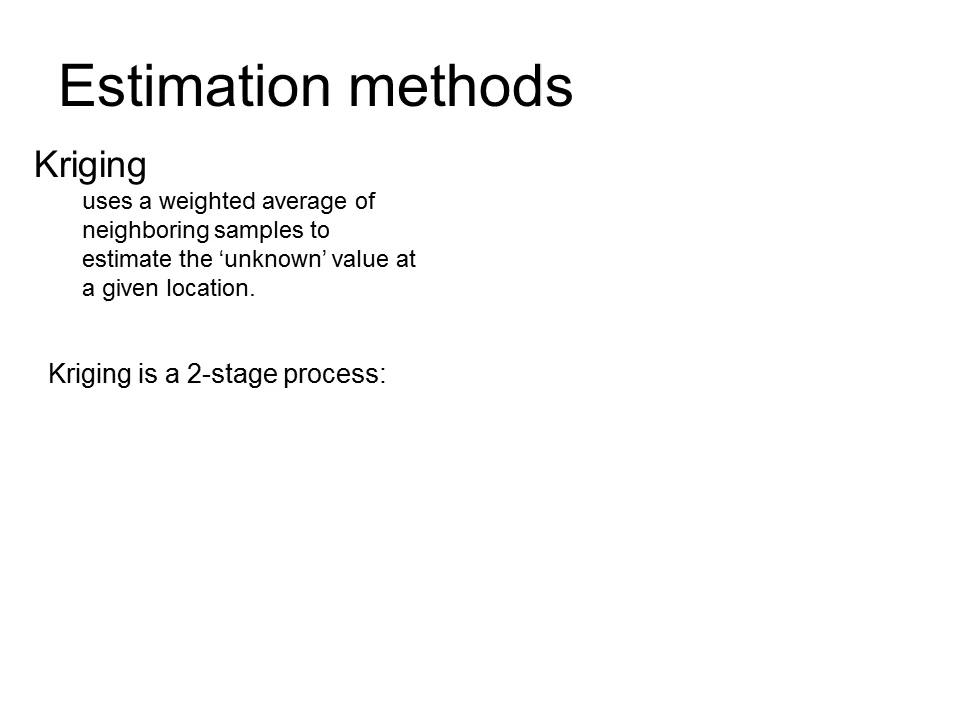 Estimation methods
Kriging
uses a weighted average of
neighboring samples to
estimate the ‘unknown’ value at
a given location.
Kriging is a 2-stage process: